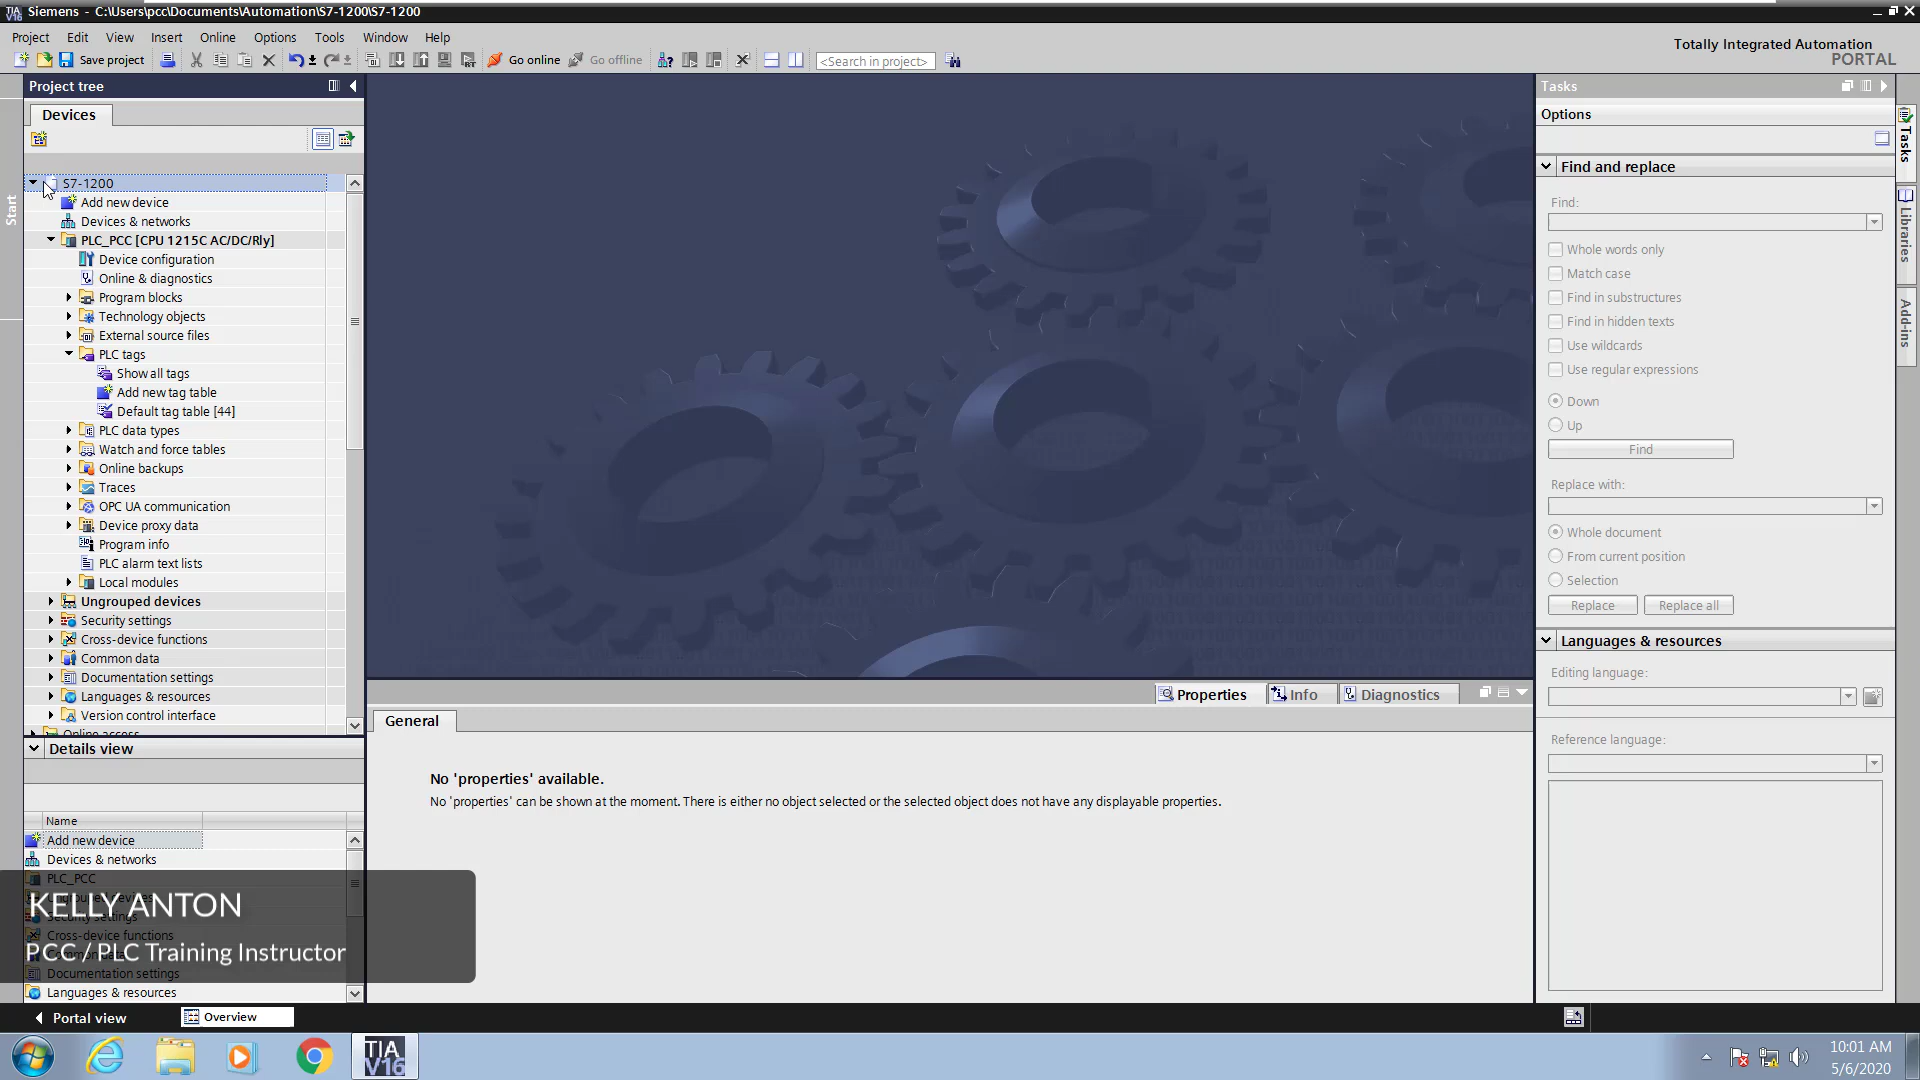 Siemens - C:\Users\pcc\Documents\Automation\S7-1200\S7-1200
Project Edit View Insert Online Options Tools Window Help
Totally Integrated Automation
PORTAL
Save project
Go online
Go offline
<Search in project>
Project tree
Devices
Start
S7-1200
Add new device
Devices & networks
PLC_PCC [CPU 1215C AC/DC/Rly]
Device configuration
Online & diagnostics
Program blocks
Technology objects
External source files
PLC tags
Show all tags
Add new tag table
Default tag table [44]
PLC data types
Watch and force tables
Online backups
Traces
OPC UA communication
Device proxy data
Program info
PLC alarm text lists
Local modules
Ungrouped devices
Security settings
Cross-device functions
Common data
Documentation settings
Languages & resources
Version control interface
Online access
Details view
Name
Add new device
Devices & networks
PLC_PCC
Ungrouped devices
Security settings
Cross-device functions
Common data
Documentation settings
Languages & resources
KELLY ANTON
PCC / PLC Training Instructor
Properties
Info
Diagnostics
General
No 'properties' available.
No 'properties' can be shown at the moment. There is either no object selected or the selected object does not have any displayable properties.
Tasks
Options
Find and replace
Find:
Whole words only
Match case
Find in substructures
Find in hidden texts
Use wildcards
Use regular expressions
Down
Up
Find
Replace with:
Whole document
From current position
Selection
Replace
Replace all
Languages & resources
Editing language:
Reference language:
Tasks
Libraries
Add-ins
Portal view
Overview
TIA
V16
10:01 AM
5/6/2020